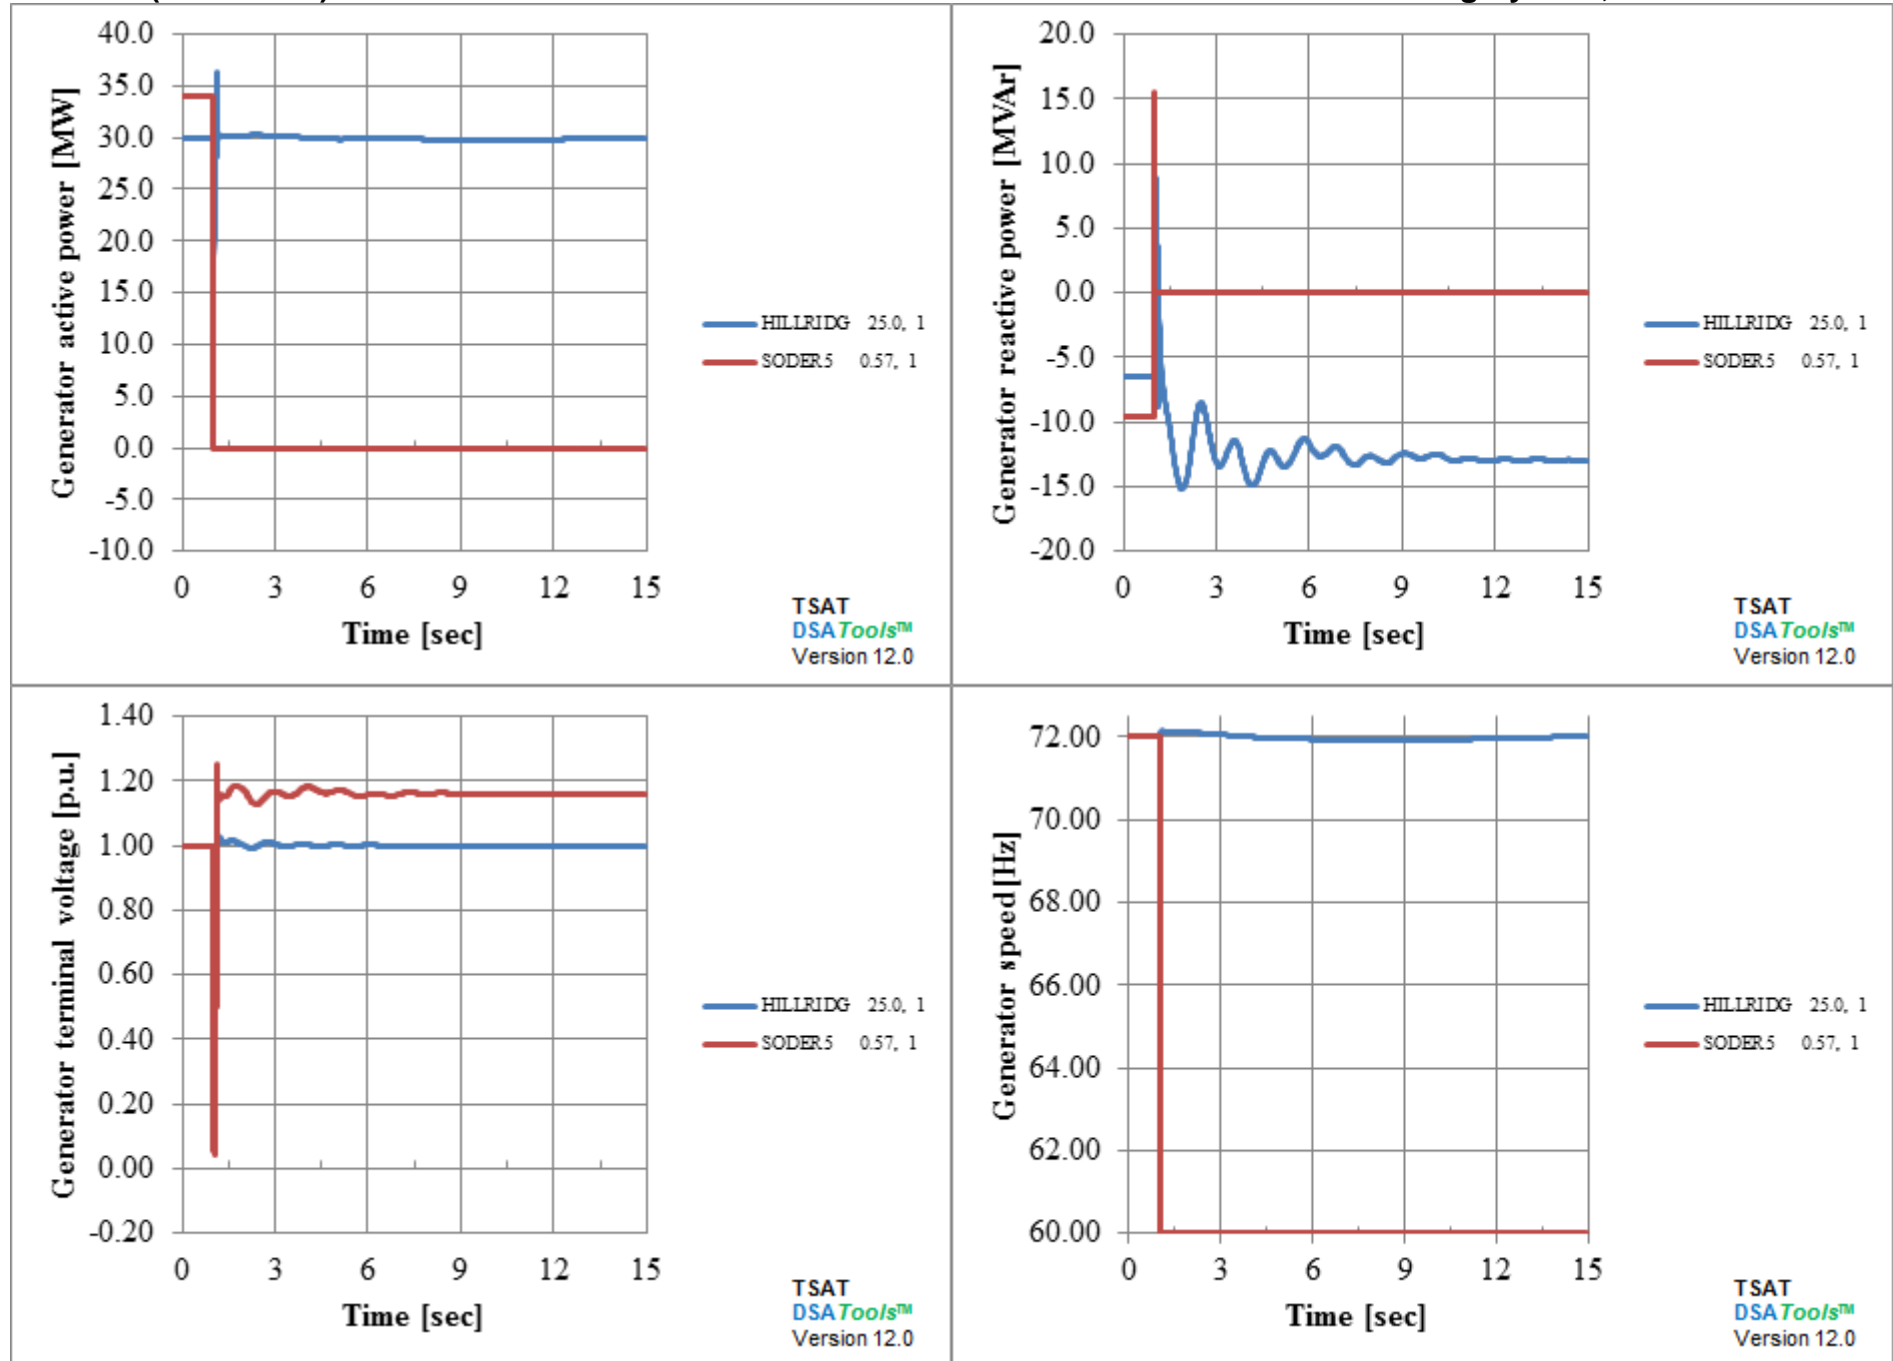 40.0
35.0
30.0
25.0
20.0
15.0
10.0
5.0
0.0
-5.0
-10.0
Generator active power [MW]
0 3 6 9 12 15
Time [sec]
HILLRIDG 25.0, 1
SODER5 0.57, 1
TSAT
DSATools™
Version 12.0
20.0
15.0
10.0
5.0
0.0
-5.0
-10.0
-15.0
-20.0
Generator reactive power [MVAr]
0 3 6 9 12 15
Time [sec]
HILLRIDG 25.0, 1
SODER5 0.57, 1
TSAT
DSATools™
Version 12.0
1.40
1.20
1.00
0.80
0.60
0.40
0.20
0.00
-0.20
Generator terminal voltage [p.u.]
0 3 6 9 12 15
Time [sec]
HILLRIDG 25.0, 1
SODER5 0.57, 1
TSAT
DSATools™
Version 12.0
72.00
70.00
68.00
66.00
64.00
62.00
60.00
Generator speed[Hz]
0 3 6 9 12 15
Time [sec]
HILLRIDG 25.0, 1
SODER5 0.57, 1
TSAT
DSATools™
Version 12.0